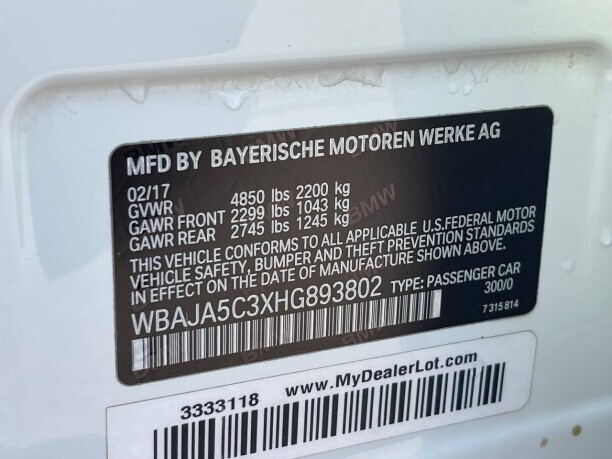 MFD BY BAYERISCHE MOTOREN WERKE AG
02/17
GVWR 4850 lbs 2200 kg
GAWR FRONT 2299 lbs 1043 kg
GAWR REAR 2745 lbs 1245 kg
THIS VEHICLE CONFORMS TO ALL APPLICABLE U.S.FEDERAL MOTOR
VEHICLE SAFETY, BUMPER AND THEFT PREVENTION STANDARDS
IN EFFECT ON THE DATE OF MANUFACTURE SHOWN ABOVE.
WBAJA5C3XHG893802 TYPE: PASSENGER CAR
300/0
7 315 814
3333118 www.MyDealerLot.com